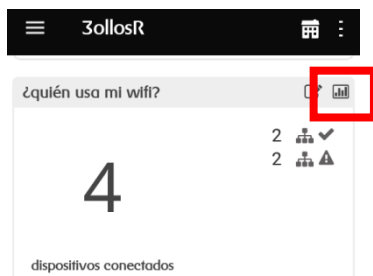 3ollosR
¿quién usa mi wifi?
2
2
4
dispositivos conectados